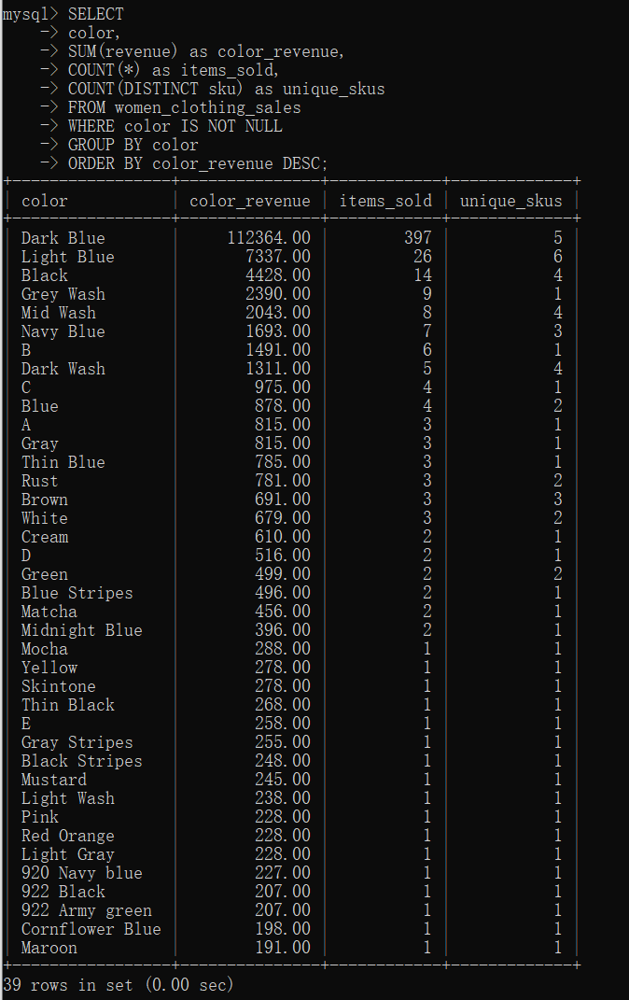 mysql> SELECT
    -> color,
    -> SUM(revenue) as color_revenue,
    -> COUNT(*) as items_sold,
    -> COUNT(DISTINCT sku) as unique_skus
    -> FROM women_clothing_sales
    -> WHERE color IS NOT NULL
    -> GROUP BY color
    -> ORDER BY color_revenue DESC;
+-----------------+---------------+------------+-------------+
| color           | color_revenue | items_sold | unique_skus |
+-----------------+---------------+------------+-------------+
| Dark Blue       |     112364.00 |        397 |           5 |
| Light Blue      |       7337.00 |         26 |           6 |
| Black           |       4428.00 |         14 |           4 |
| Grey Wash       |       2390.00 |          9 |           1 |
| Mid Wash        |       2043.00 |          8 |           4 |
| Navy Blue       |       1693.00 |          7 |           3 |
| B               |       1491.00 |          6 |           1 |
| Dark Wash       |       1311.00 |          5 |           4 |
| C               |        975.00 |          4 |           1 |
| Blue            |        878.00 |          4 |           2 |
| A               |        815.00 |          3 |           1 |
| Gray            |        815.00 |          3 |           1 |
| Thin Blue       |        785.00 |          3 |           1 |
| Rust            |        781.00 |          3 |           2 |
| Brown           |        691.00 |          3 |           3 |
| White           |        679.00 |          3 |           2 |
| Cream           |        610.00 |          2 |           1 |
| D               |        516.00 |          2 |           1 |
| Green           |        499.00 |          2 |           2 |
| Blue Stripes    |        496.00 |          2 |           1 |
| Matcha          |        456.00 |          2 |           1 |
| Midnight Blue   |        396.00 |          2 |           1 |
| Mocha           |        288.00 |          1 |           1 |
| Yellow          |        278.00 |          1 |           1 |
| Skintone        |        278.00 |          1 |           1 |
| Thin Black      |        268.00 |          1 |           1 |
| E               |        258.00 |          1 |           1 |
| Gray Stripes    |        255.00 |          1 |           1 |
| Black Stripes   |        248.00 |          1 |           1 |
| Mustard         |        245.00 |          1 |           1 |
| Light Wash      |        238.00 |          1 |           1 |
| Pink            |        228.00 |          1 |           1 |
| Red Orange      |        228.00 |          1 |           1 |
| Light Gray      |        228.00 |          1 |           1 |
| 920 Navy blue   |        227.00 |          1 |           1 |
| 922 Black       |        207.00 |          1 |           1 |
| 922 Army green  |        207.00 |          1 |           1 |
| Cornflower Blue |        198.00 |          1 |           1 |
| Maroon          |        191.00 |          1 |           1 |
+-----------------+---------------+------------+-------------+
39 rows in set (0.00 sec)